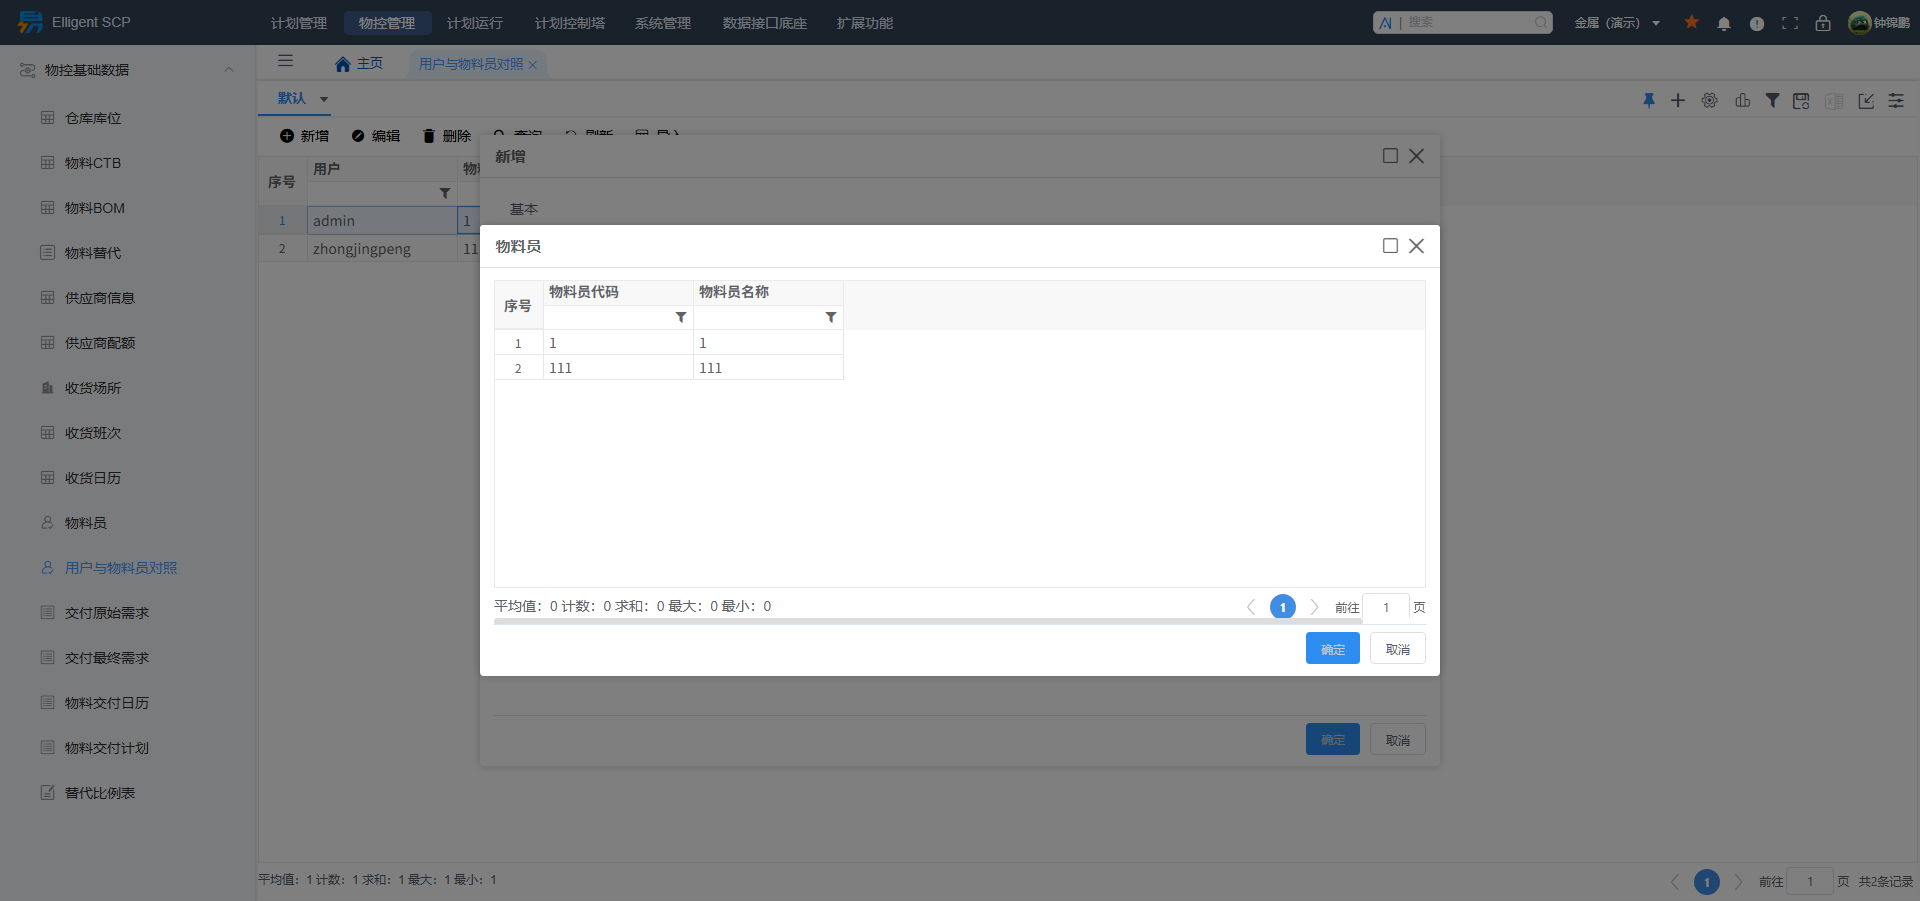 Elligent SCP 计划管理 物控管理 计划运行 计划控制塔 系统管理 数据接口底座 扩展功能 AI | 搜索 金属（演示） 钟锦鹏
物控基础数据
主页 用户与物料员对照
默认
仓库库位
物料CTB
物料BOM
物料替代
供应商信息
供应商配额
收货场所
收货班次
收货日历
物料员
用户与物料员对照
交付原始需求
交付最终需求
物料交付日历
物料交付计划
替代比例表
新增 编辑 删除 查询 刷新 导入
序号 用户
1 admin 1
2 zhongjingpeng 11
新增
基本
物料员
序号 物料员代码 物料员名称
1 1 1
2 111 111
平均值：0 计数：0 求和：0 最大：0 最小：0 1 前往 1 页
确定 取消
确定 取消
平均值：1 计数：1 求和：1 最大：1 最小：1 1 前往 1 页 共2条记录